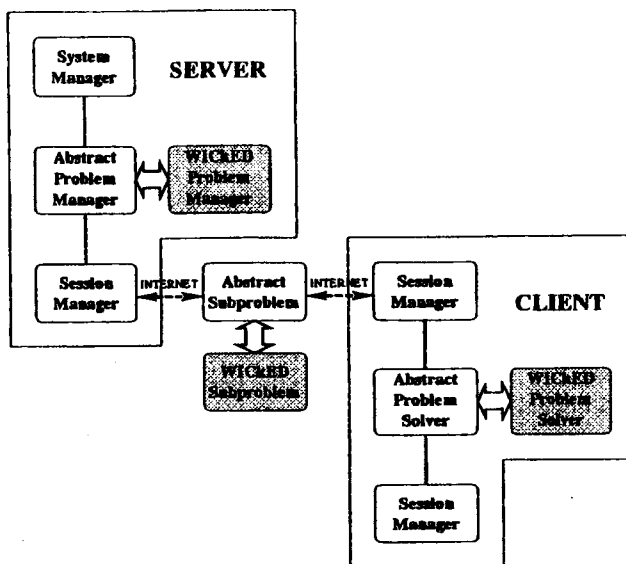 System
Manager
SERVER
Abstract
Problem
Manager
WICkED
Problem
Manager
Session
Manager
INTERNET
Abstract
Subproblem
INTERNET
Session
Manager
CLIENT
WICkED
Subproblem
Abstract
Problem
Solver
WICkED
Problem
Solver
Session
Manager